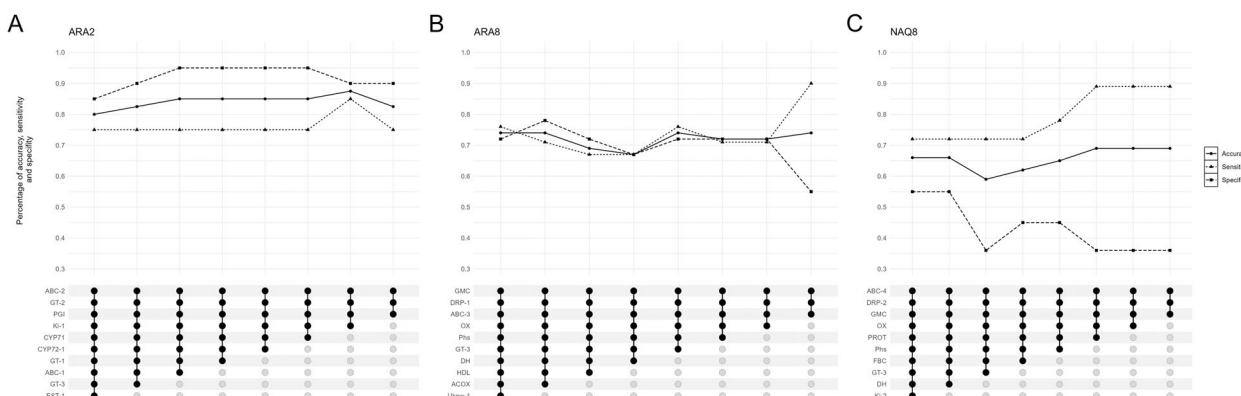 A
ARA2
Percentage of accuracy, sensitivity
and specifity
1.0
0.9
0.8
0.7
0.6
0.5
0.4
0.3
ABC-2
GT-2
PGI
KI-1
CYP71
CYP72-1
GT-1
ABC-1
GT-3
B
ARA8
1.0
0.9
0.8
0.7
0.6
0.5
0.4
0.3
GMC
DRP-1
ABC-3
OX
Phs
GT-3
DH
HDL
ACOX
C
NAQ8
1.0
0.9
0.8
0.7
0.6
0.5
0.4
0.3
ABC-4
DRP-2
GMC
OX
PROT
Phs
FBC
GT-3
DH
Accura
Sensiti
Specifi